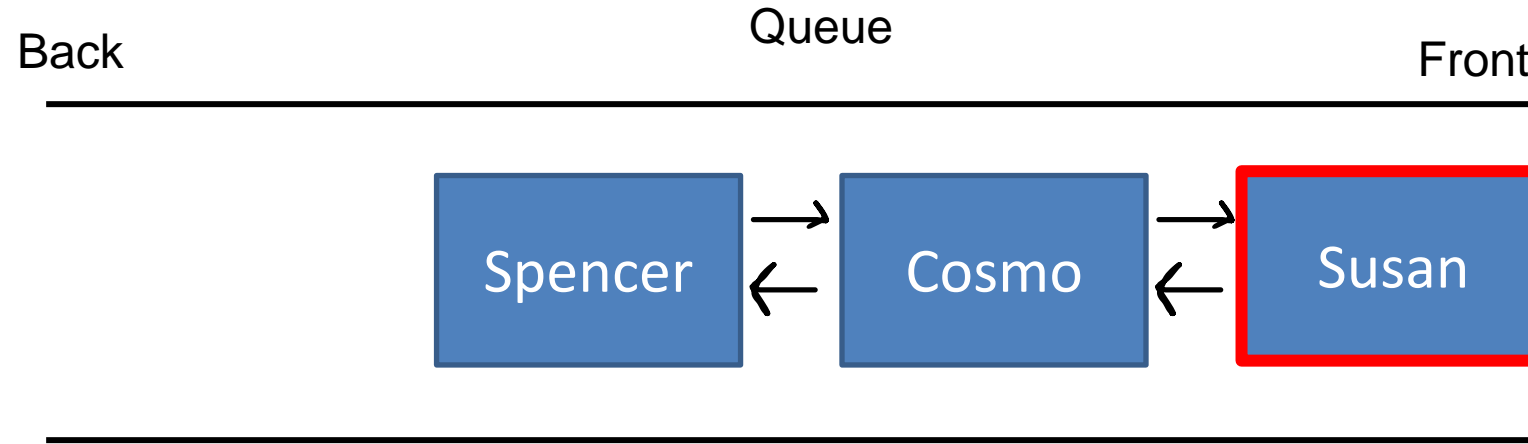 Queue
Back
Front
Spencer
Cosmo
Susan